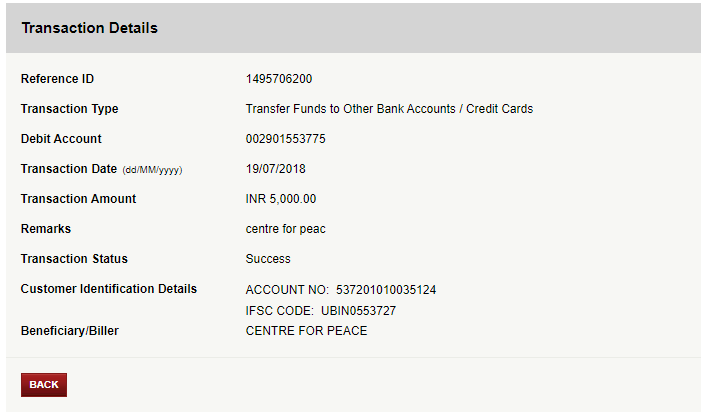 Transaction Details
Reference ID 1495706200
Transaction Type Transfer Funds to Other Bank Accounts / Credit Cards
Debit Account 002901553775
Transaction Date (dd/MM/yyyy) 19/07/2018
Transaction Amount INR 5,000.00
Remarks centre for peac
Transaction Status Success
Customer Identification Details ACCOUNT NO: 537201010035124
IFSC CODE: UBIN0553727
Beneficiary/Biller CENTRE FOR PEACE
BACK